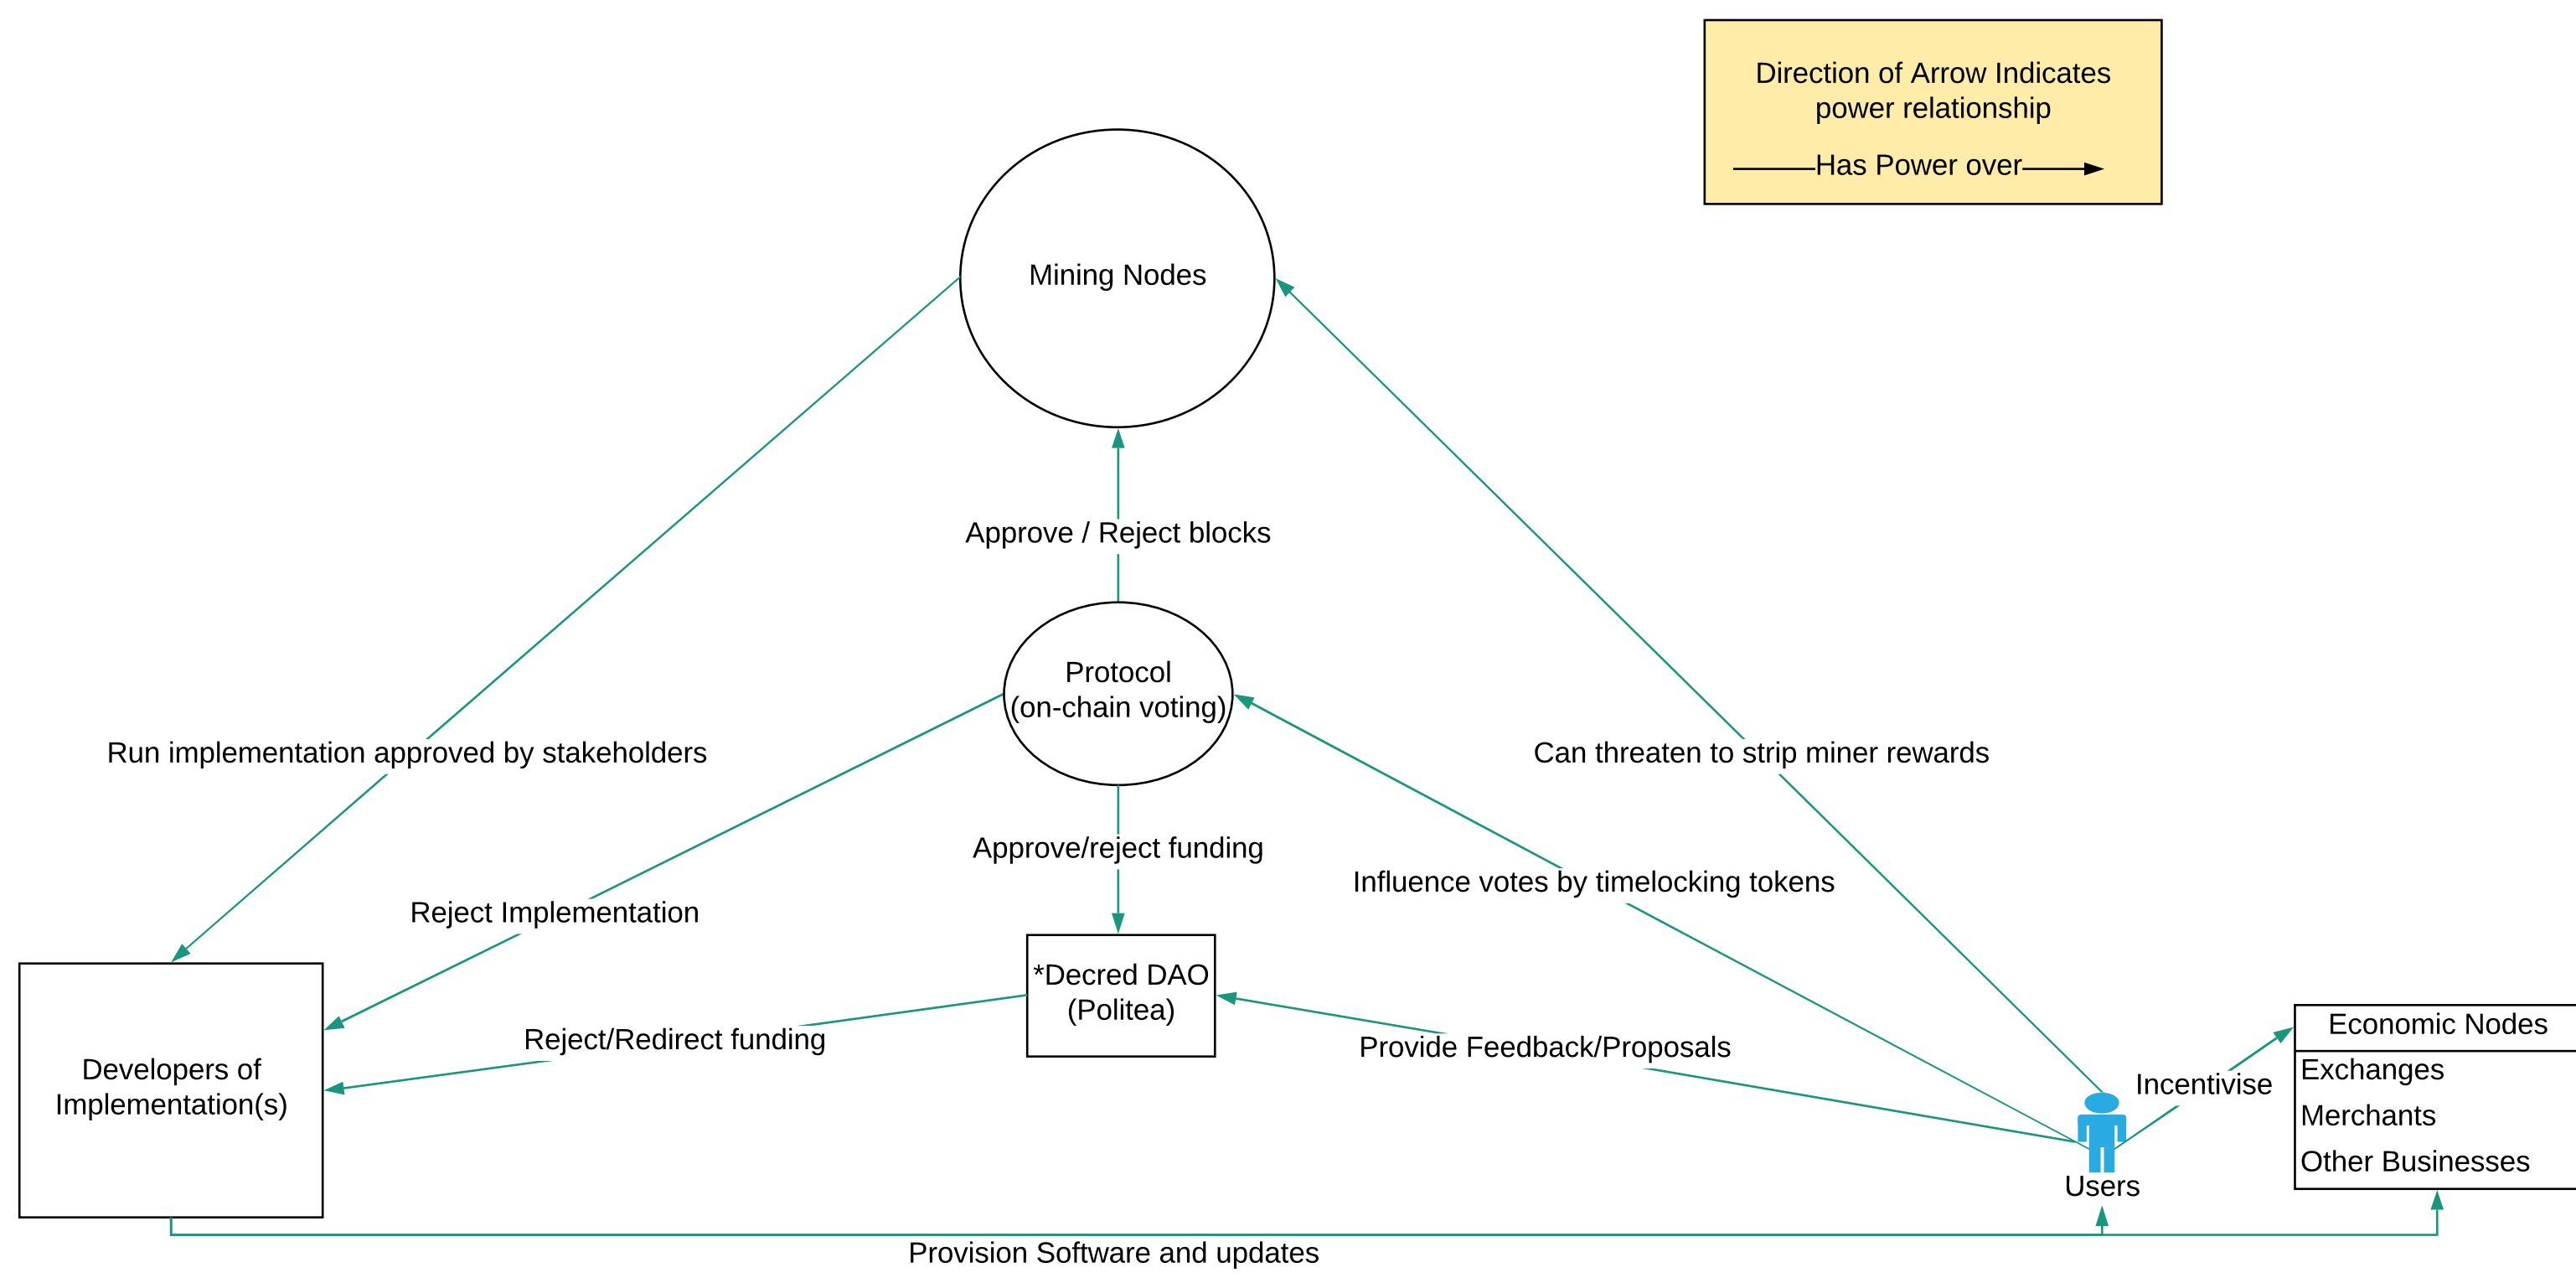 Direction of Arrow Indicates
power relationship
Has Power over
Mining Nodes
Approve / Reject blocks
Protocol
(on-chain voting)
Run implementation approved by stakeholders
Can threaten to strip miner rewards
Approve/reject funding
Influence votes by timelocking tokens
Reject Implementation
*Decred DAO
(Politea)
Reject/Redirect funding
Provide Feedback/Proposals
Developers of
Implementation(s)
Incentivise
Economic Nodes
Exchanges
Merchants
Other Businesses
Users
Provision Software and updates